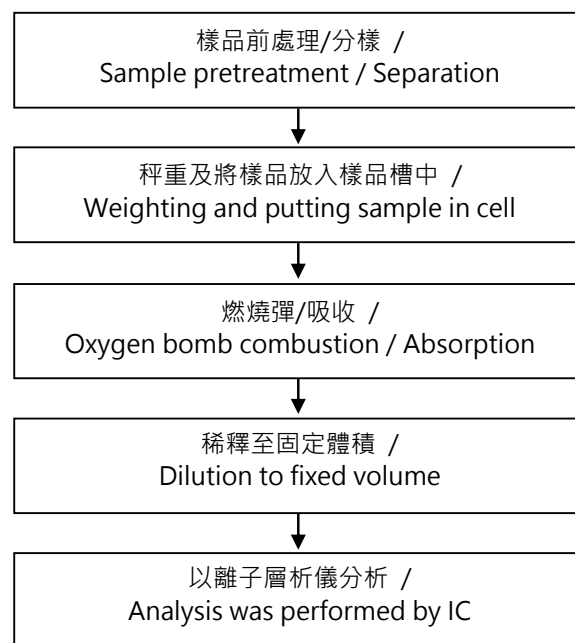 樣品前處理/分樣 /
Sample pretreatment / Separation
秤重及將樣品放入樣品槽中 /
Weighting and putting sample in cell
燃燒彈/吸收 /
Oxygen bomb combustion / Absorption
稀釋至固定體積 /
Dilution to fixed volume
以離子層析儀分析 /
Analysis was performed by IC